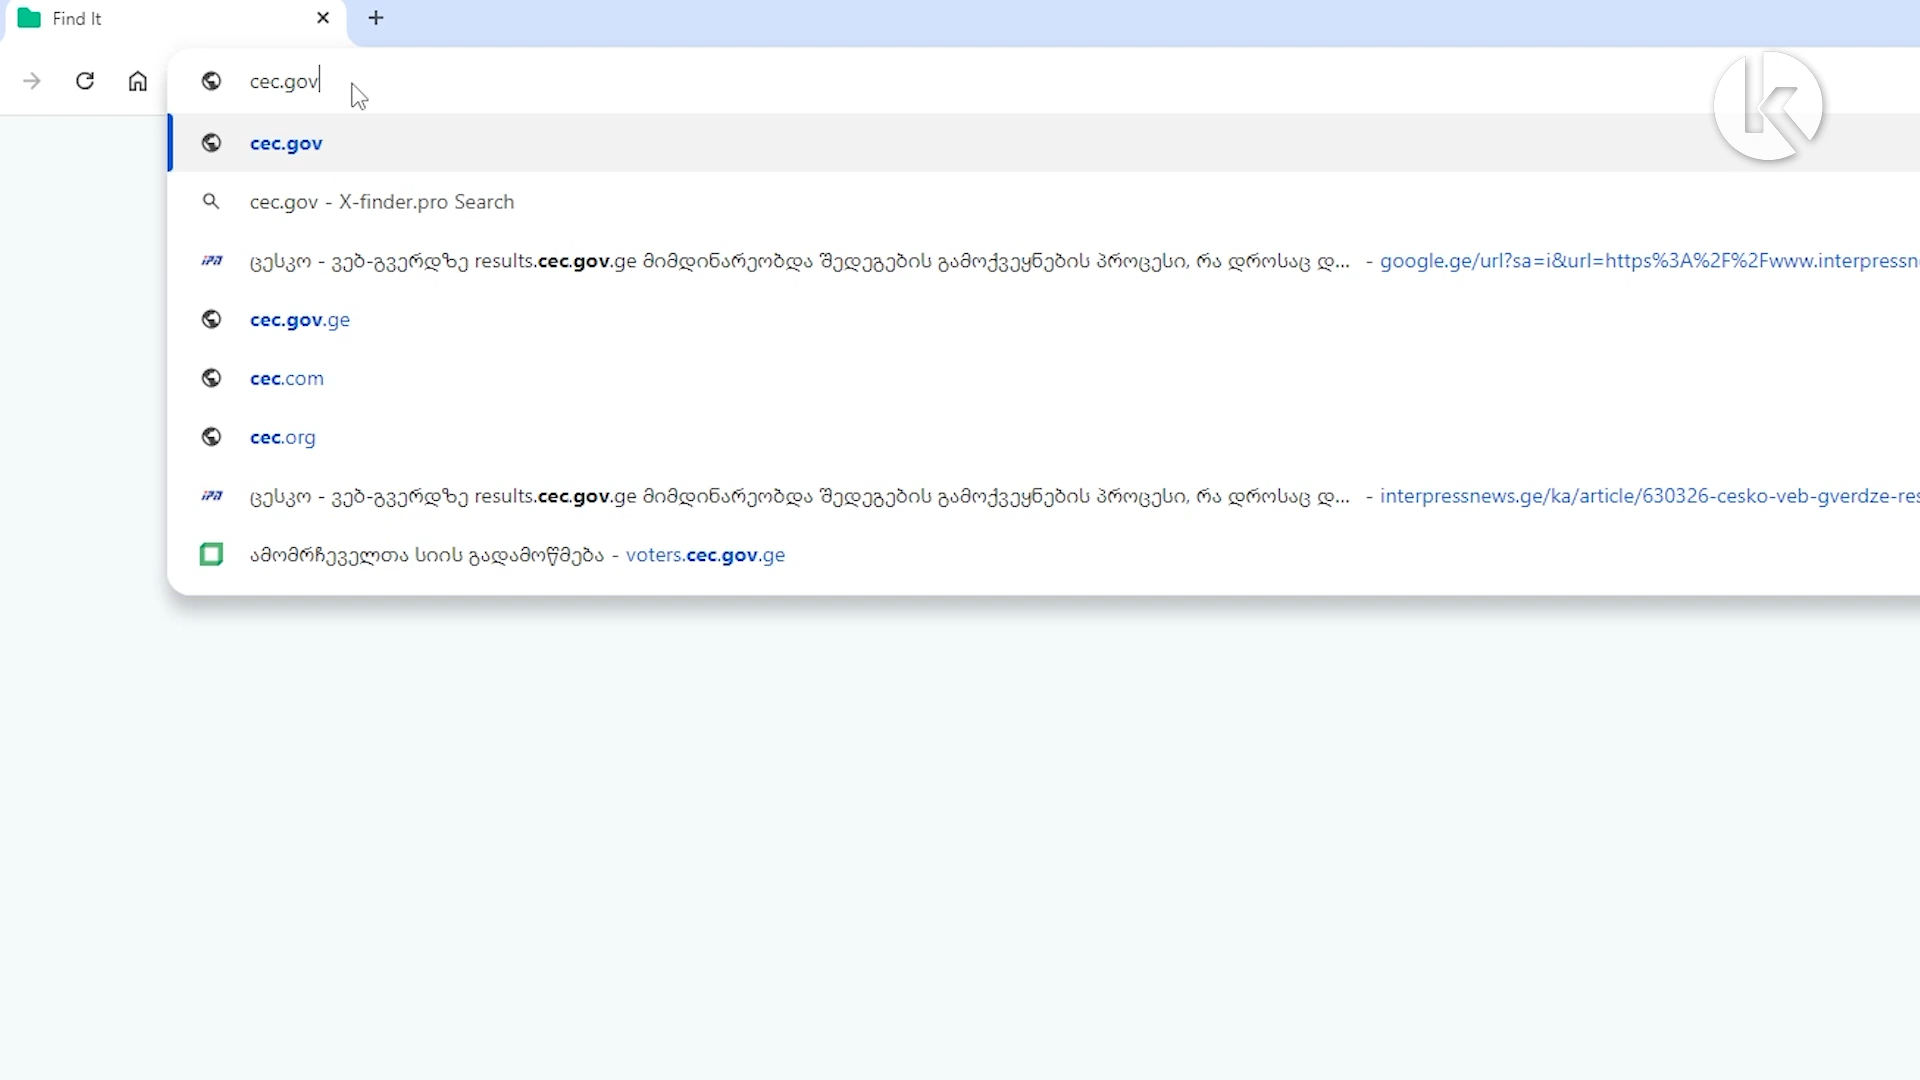 Find It
cec.gov
cec.gov
cec.gov - X-finder.pro Search
ცესკო - ვებ-გვერდზე results.cec.gov.ge მიმდინარეობდა შედეგების გამოქვეყნების პროცესი, რა დროსაც დ... - google.ge/url?sa=i&url=https%3A%2F%2Fwww.interpressn
cec.gov.ge
cec.com
cec.org
ცესკო - ვებ-გვერდზე results.cec.gov.ge მიმდინარეობდა შედეგების გამოქვეყნების პროცესი, რა დროსაც დ... - interpressnews.ge/ka/article/630326-cesko-veb-gverdze-res
ამომრჩეველთა სიის გადამოწმება - voters.cec.gov.ge